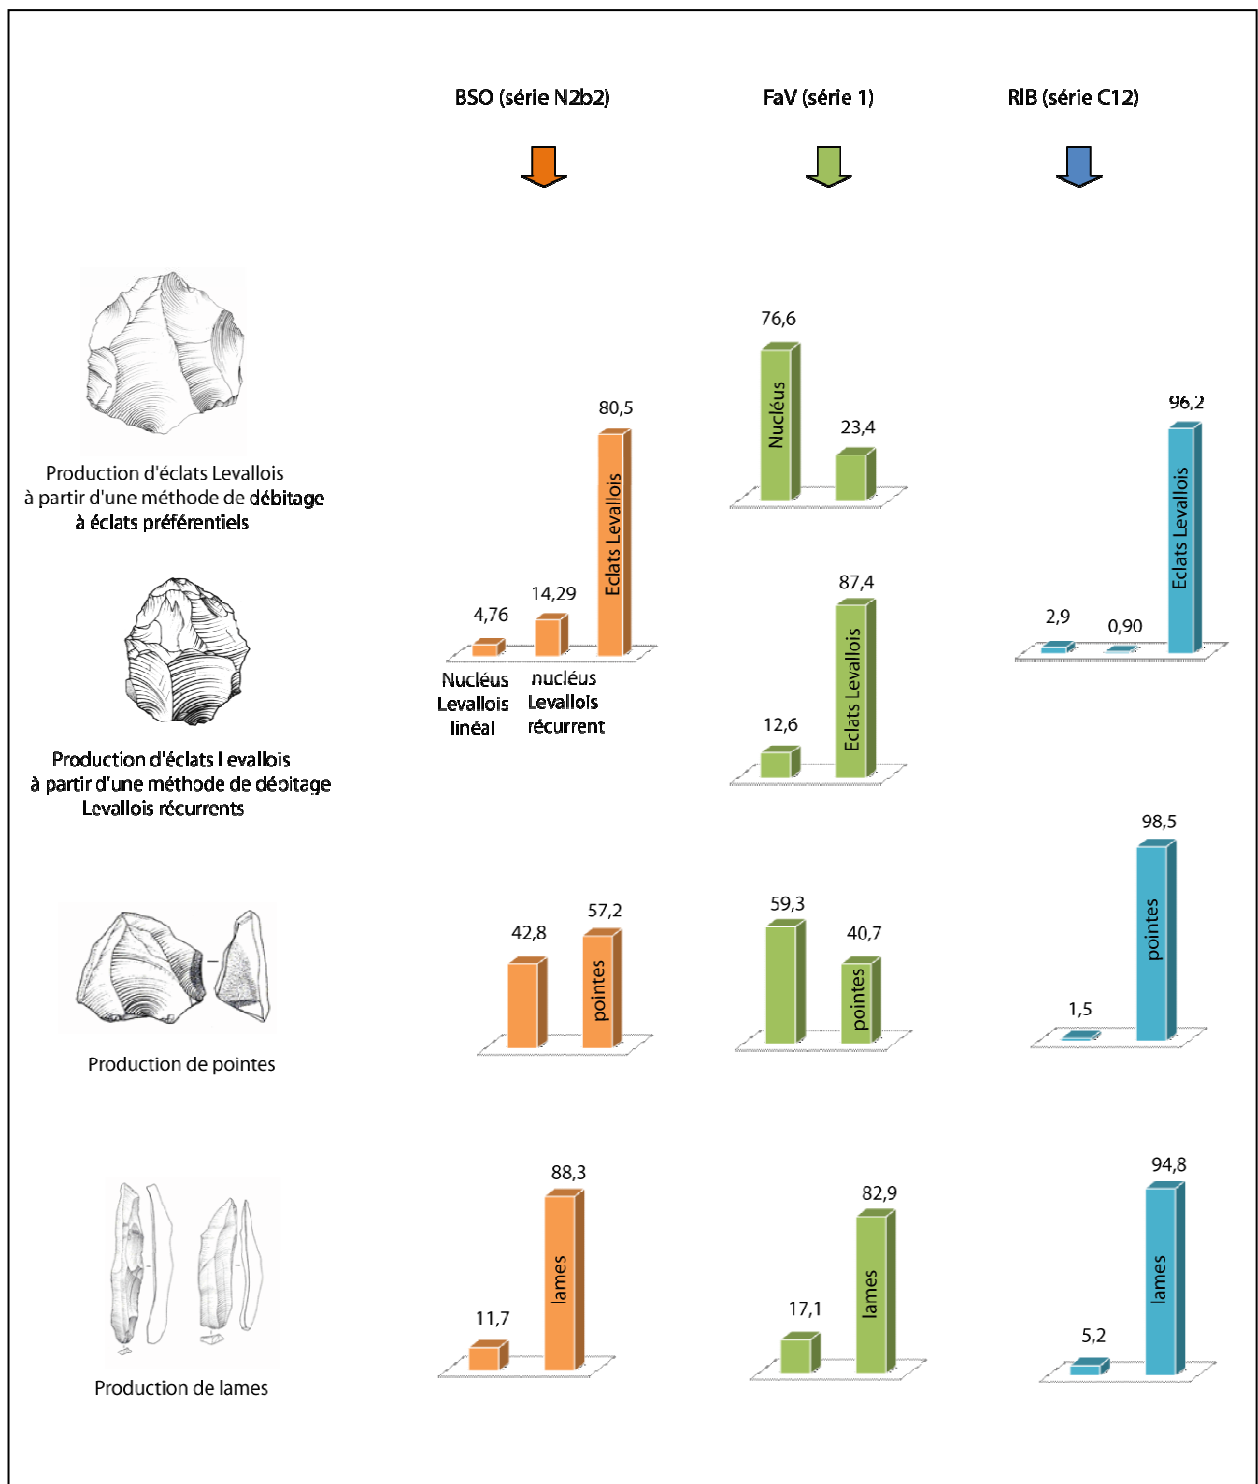 BSO (série N2b2)
FaV (série 1)
RIB (série C12)
Production d'éclats Levallois
à partir d'une méthode de débitage
à éclats préférentiels
76,6
Nucléus
23,4
80,5
Eclats Levallois
14,29
4,76
Nucléus
Levallois
linéal
nucléus
Levallois
récurrent
96,2
Eclats Levallois
2,9
0,90
Production d'éclats Levallois
à partir d'une méthode de débitage
Levallois récurrents
87,4
Eclats Levallois
12,6
Production de pointes
42,8
57,2
pointes
59,3
40,7
pointes
1,5
98,5
pointes
Production de lames
11,7
88,3
lames
17,1
82,9
lames
5,2
94,8
lames